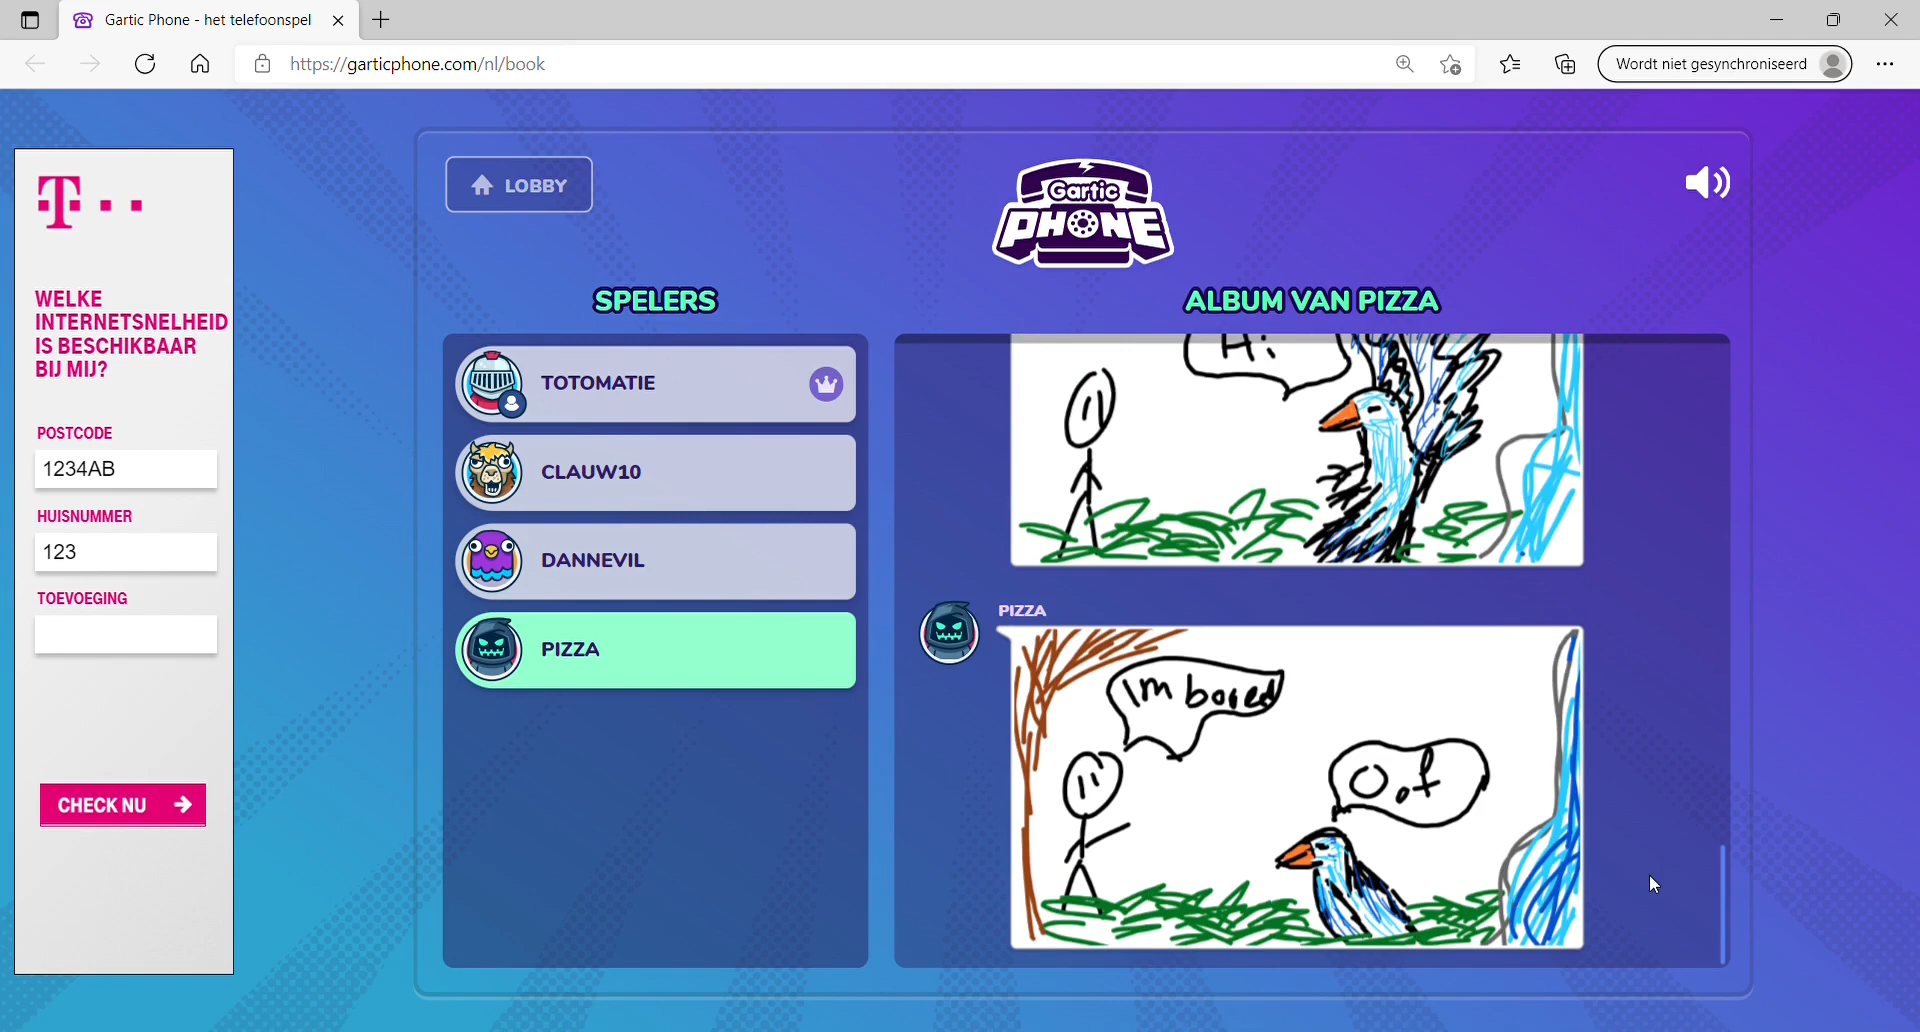 Gartic Phone - het telefoonspel
https://garticphone.com/nl/book
Wordt niet gesynchroniseerd
T
WELKE
INTERNETSNELHEID
IS BESCHIKBAAR
BIJ MIJ?
POSTCODE
1234AB
HUISNUMMER
123
TOEVOEGING
CHECK NU
LOBBY
Gartic
PHONE
SPELERS
TOTOMATIE
CLAUW10
DANNEVIL
PIZZA
ALBUM VAN PIZZA
Hi
PIZZA
Im bored
Oof